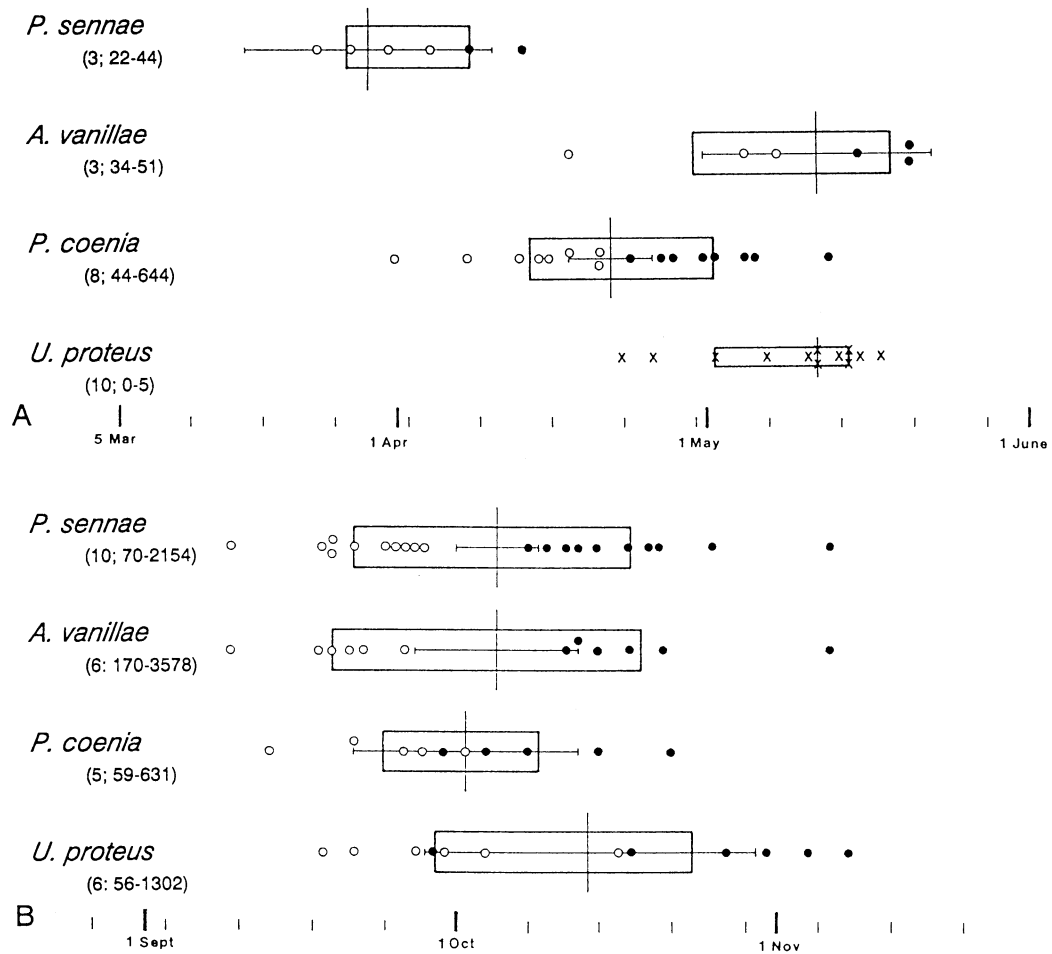 P. sennae
(3; 22-44)
A. vanillae
(3; 34-51)
P. coenia
(8; 44-644)
U. proteus
(10; 0-5)
A
5 Mar 1 Apr 1 May 1 June
P. sennae
(10; 70-2154)
A. vanillae
(6: 170-3578)
P. coenia
(5; 59-631)
U. proteus
(6: 56-1302)
B
1 Sept 1 Oct 1 Nov